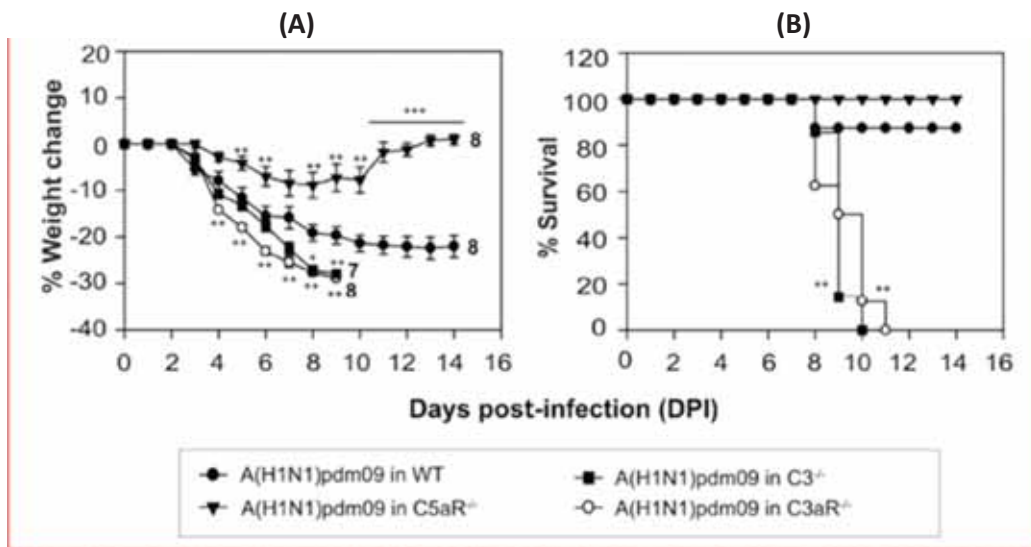 (A) (B)
20
10
0
-10
-20
-30
-40
% Weight change
***
** ** ** ** **
8
8
7
8
** ** ** ** * **
** **
0 2 4 6 8 10 12 14 16
120
100
80
60
40
20
0
% Survival
** **
0 2 4 6 8 10 12 14 16
Days post-infection (DPI)
A(H1N1)pdm09 in WT
A(H1N1)pdm09 in C5aR-/-
A(H1N1)pdm09 in C3-/-
A(H1N1)pdm09 in C3aR-/-